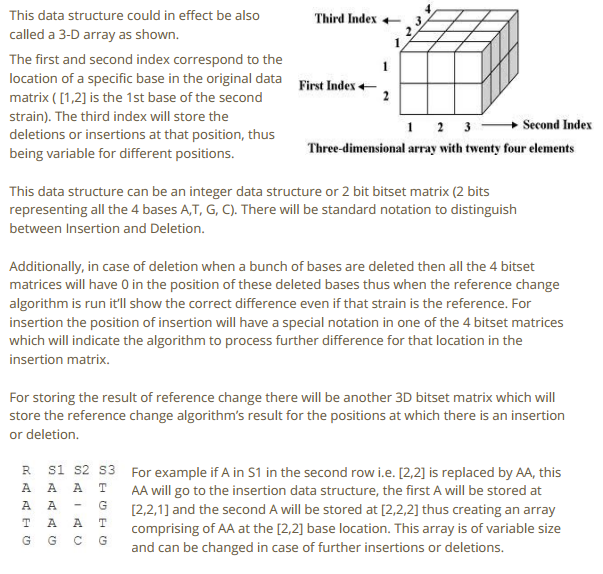 This data structure could in effect be also
called a 3-D array as shown.
The first and second index correspond to the
location of a specific base in the original data
matrix ( [1,2] is the 1st base of the second
strain). The third index will store the
deletions or insertions at that position, thus
being variable for different positions.
Third Index
4
3
2
1
1
First Index
2
1 2 3 Second Index
Three-dimensional array with twenty four elements
This data structure can be an integer data structure or 2 bit bitset matrix (2 bits
representing all the 4 bases A,T, G, C). There will be standard notation to distinguish
between Insertion and Deletion.
Additionally, in case of deletion when a bunch of bases are deleted then all the 4 bitset
matrices will have 0 in the position of these deleted bases thus when the reference change
algorithm is run it'll show the correct difference even if that strain is the reference. For
insertion the position of insertion will have a special notation in one of the 4 bitset matrices
which will indicate the algorithm to process further difference for that location in the
insertion matrix.
For storing the result of reference change there will be another 3D bitset matrix which will
store the reference change algorithm's result for the positions at which there is an insertion
or deletion.
R S1 S2 S3
A A A T
A A - G
T A A T
G G C G
For example if A in S1 in the second row i.e. [2,2] is replaced by AA, this
AA will go to the insertion data structure, the first A will be stored at
[2,2,1] and the second A will be stored at [2,2,2] thus creating an array
comprising of AA at the [2,2] base location. This array is of variable size
and can be changed in case of further insertions or deletions.